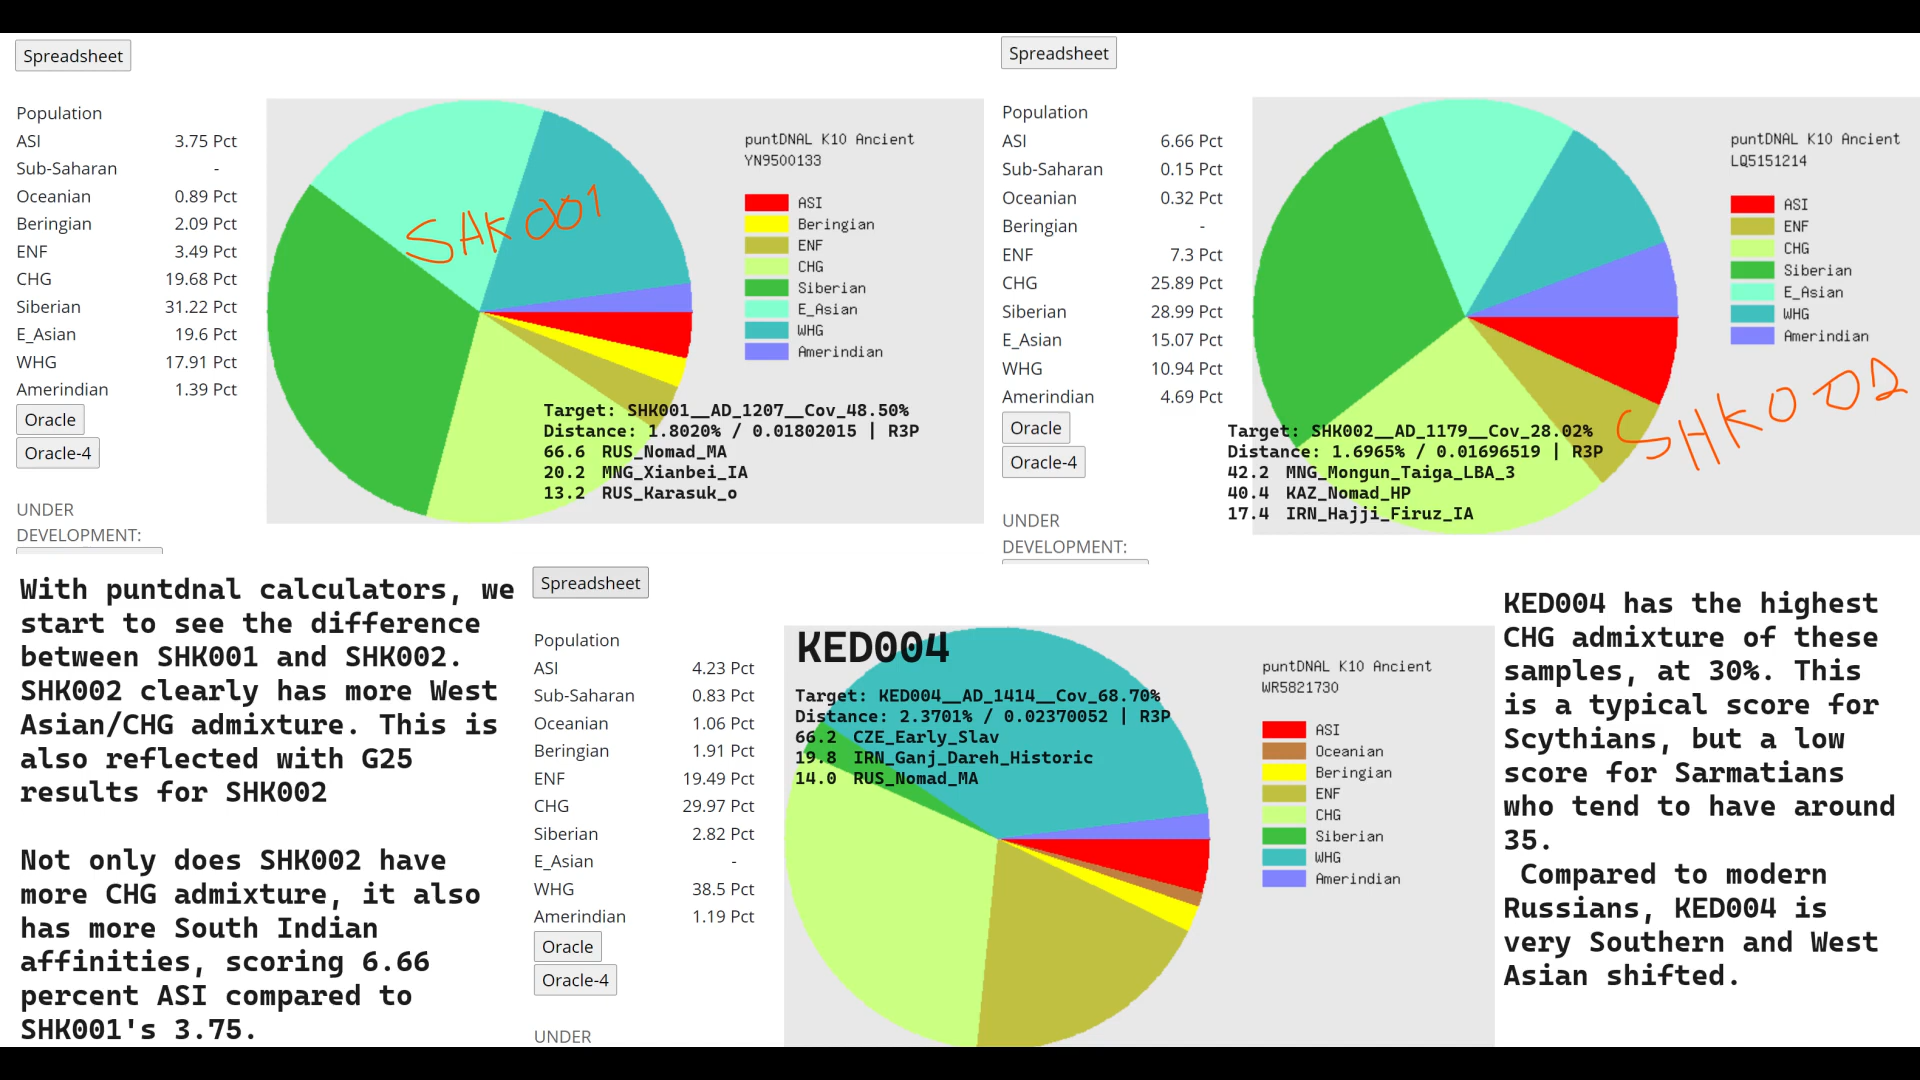 Spreadsheet
Population
ASI 3.75 Pct
Sub-Saharan -
Oceanian 0.89 Pct
Beringian 2.09 Pct
ENF 3.49 Pct
CHG 19.68 Pct
Siberian 31.22 Pct
E_Asian 19.6 Pct
WHG 17.91 Pct
Amerindian 1.39 Pct
Oracle
Oracle-4
UNDER
DEVELOPMENT:
SHK001
puntDNAL K10 Ancient
YN9500133
ASI
Beringian
ENF
CHG
Siberian
E_Asian
WHG
Amerindian
Target: SHK001__AD_1207__Cov_48.50%
Distance: 1.8020% / 0.01802015 | R3P
66.6 RUS_Nomad_MA
20.2 MNG_Xianbei_IA
13.2 RUS_Karasuk_o
Spreadsheet
Population
ASI 6.66 Pct
Sub-Saharan 0.15 Pct
Oceanian 0.32 Pct
Beringian -
ENF 7.3 Pct
CHG 25.89 Pct
Siberian 28.99 Pct
E_Asian 15.07 Pct
WHG 10.94 Pct
Amerindian 4.69 Pct
Oracle
Oracle-4
UNDER
DEVELOPMENT:
puntDNAL K10 Ancient
LQ5151214
ASI
ENF
CHG
Siberian
E_Asian
WHG
Amerindian
SHK002
Target: SHK002__AD_1179__Cov_28.02%
Distance: 1.6965% / 0.01696519 | R3P
42.2 MNG_Mongun_Taiga_LBA_3
40.4 KAZ_Nomad_HP
17.4 IRN_Hajji_Firuz_IA
With puntdnal calculators, we
start to see the difference
between SHK001 and SHK002.
SHK002 clearly has more West
Asian/CHG admixture. This is
also reflected with G25
results for SHK002
Not only does SHK002 have
more CHG admixture, it also
has more South Indian
affinities, scoring 6.66
percent ASI compared to
SHK001's 3.75.
Spreadsheet
Population
ASI 4.23 Pct
Sub-Saharan 0.83 Pct
Oceanian 1.06 Pct
Beringian 1.91 Pct
ENF 19.49 Pct
CHG 29.97 Pct
Siberian 2.82 Pct
E_Asian -
WHG 38.5 Pct
Amerindian 1.19 Pct
Oracle
Oracle-4
UNDER
KED004
Target: KED004__AD_1414__Cov_68.70%
Distance: 2.3701% / 0.02370052 | R3P
66.2 CZE_Early_Slav
19.8 IRN_Ganj_Dareh_Historic
14.0 RUS_Nomad_MA
puntDNAL K10 Ancient
WR5821730
ASI
Oceanian
Beringian
ENF
CHG
Siberian
WHG
Amerindian
KED004 has the highest
CHG admixture of these
samples, at 30%. This
is a typical score for
Scythians, but a low
score for Sarmatians
who tend to have around
35.
Compared to modern
Russians, KED004 is
very Southern and West
Asian shifted.